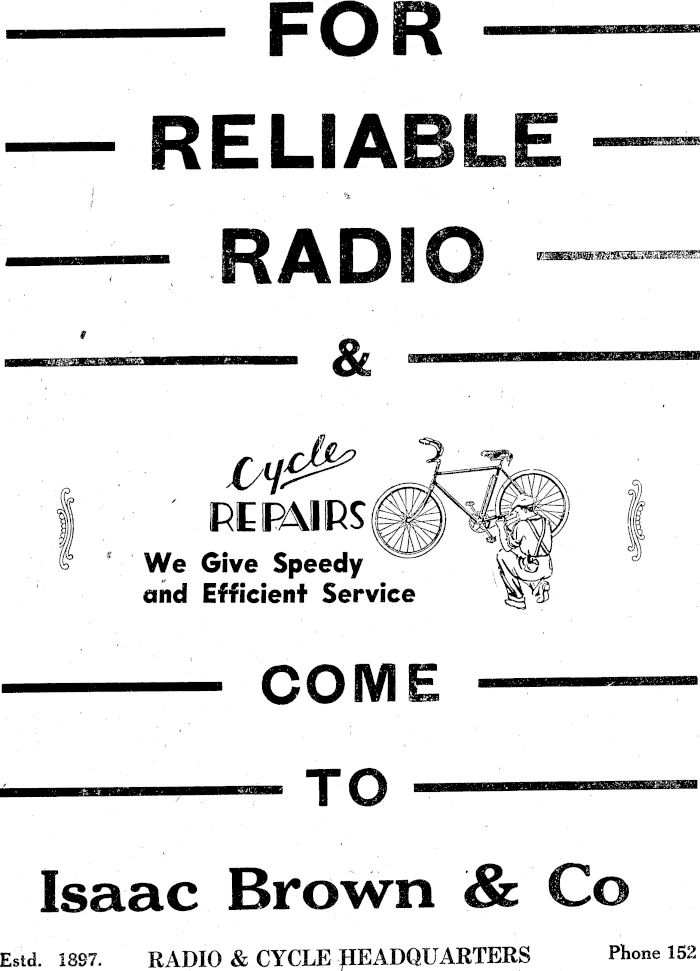 FOR
RELIABLE
RADIO
&
Cycle
REPAIRS
We Give Speedy
and Efficient Service
COME
TO
Isaac Brown & Co
Estd. 1897. RADIO & CYCLE HEADQUARTERS Phone 152